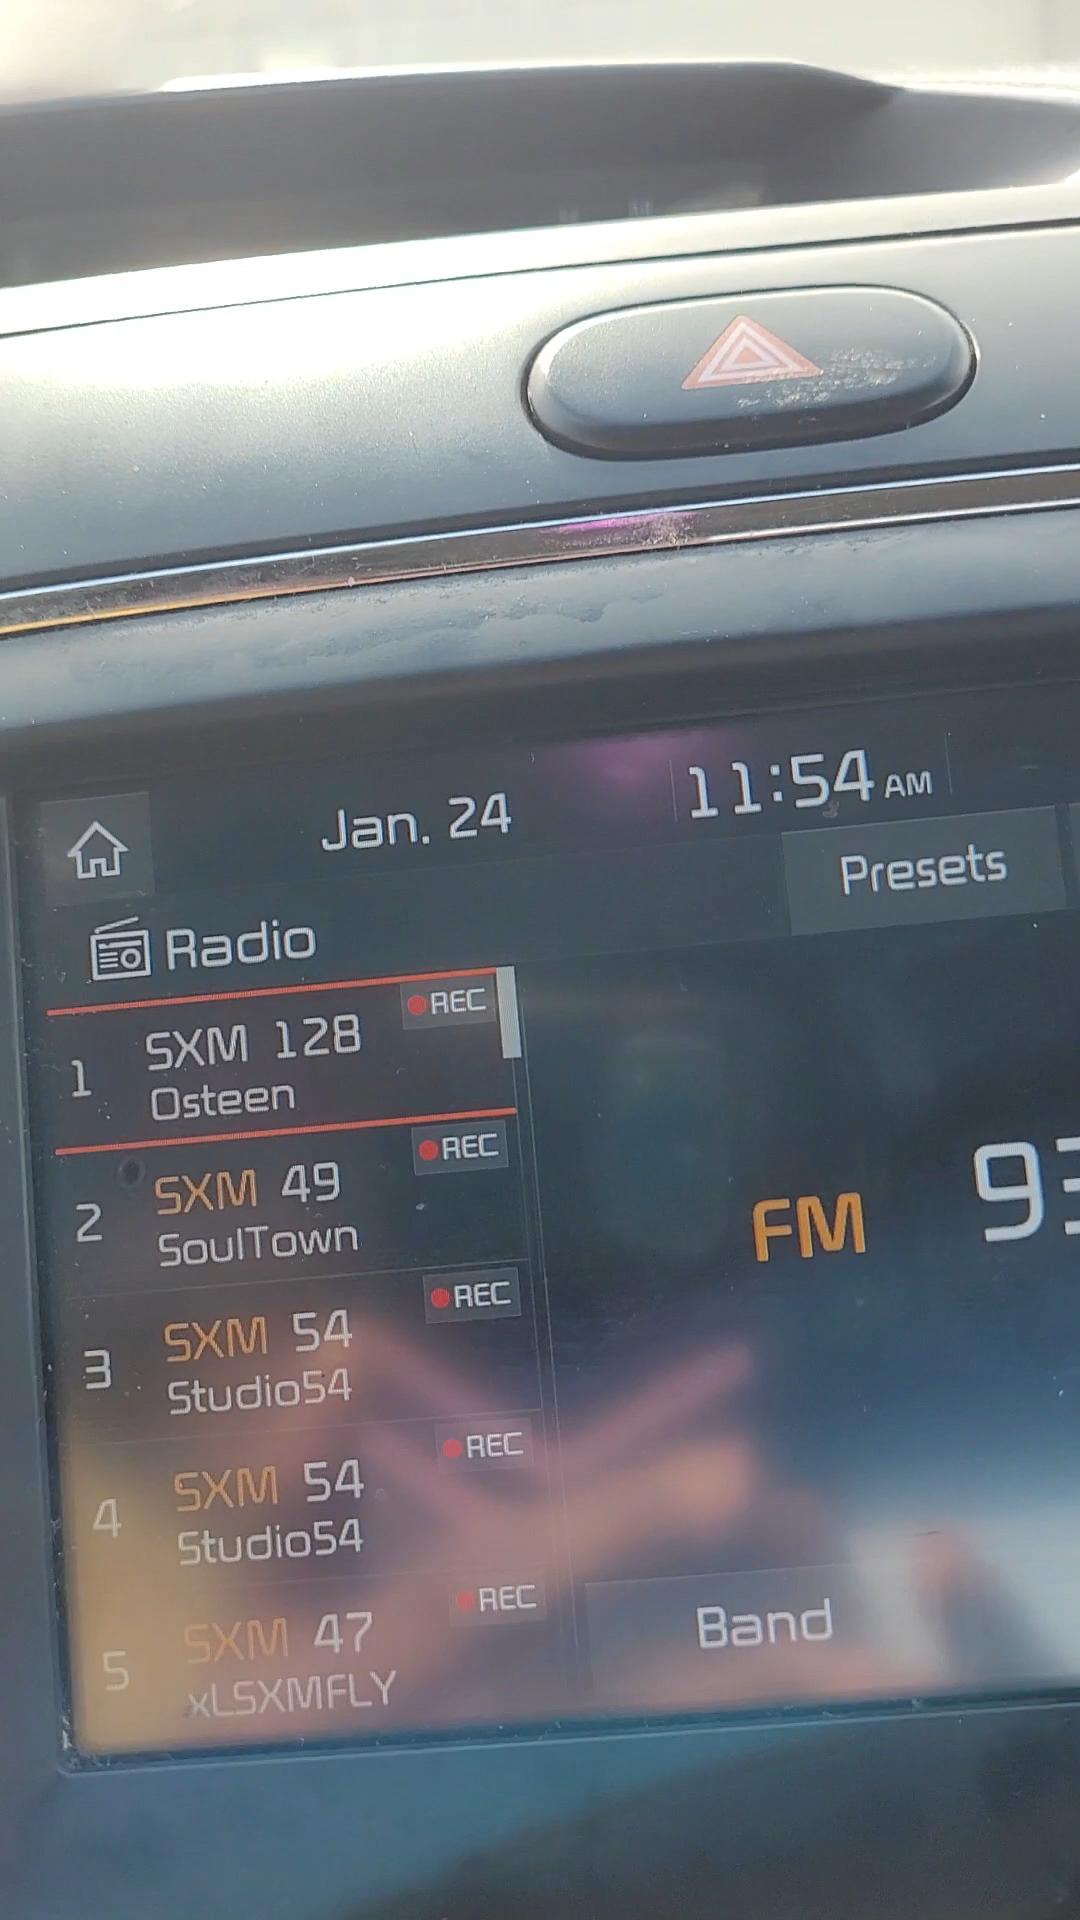 Jan. 24
11:54 AM
Presets
Radio
REC
1
SXM 128
Osteen
REC
2
SXM 49
SoulTown
REC
3
SXM 54
Studio54
REC
4
SXM 54
Studio54
REC
5
SXM 47
xLSXMFLY
FM
Band